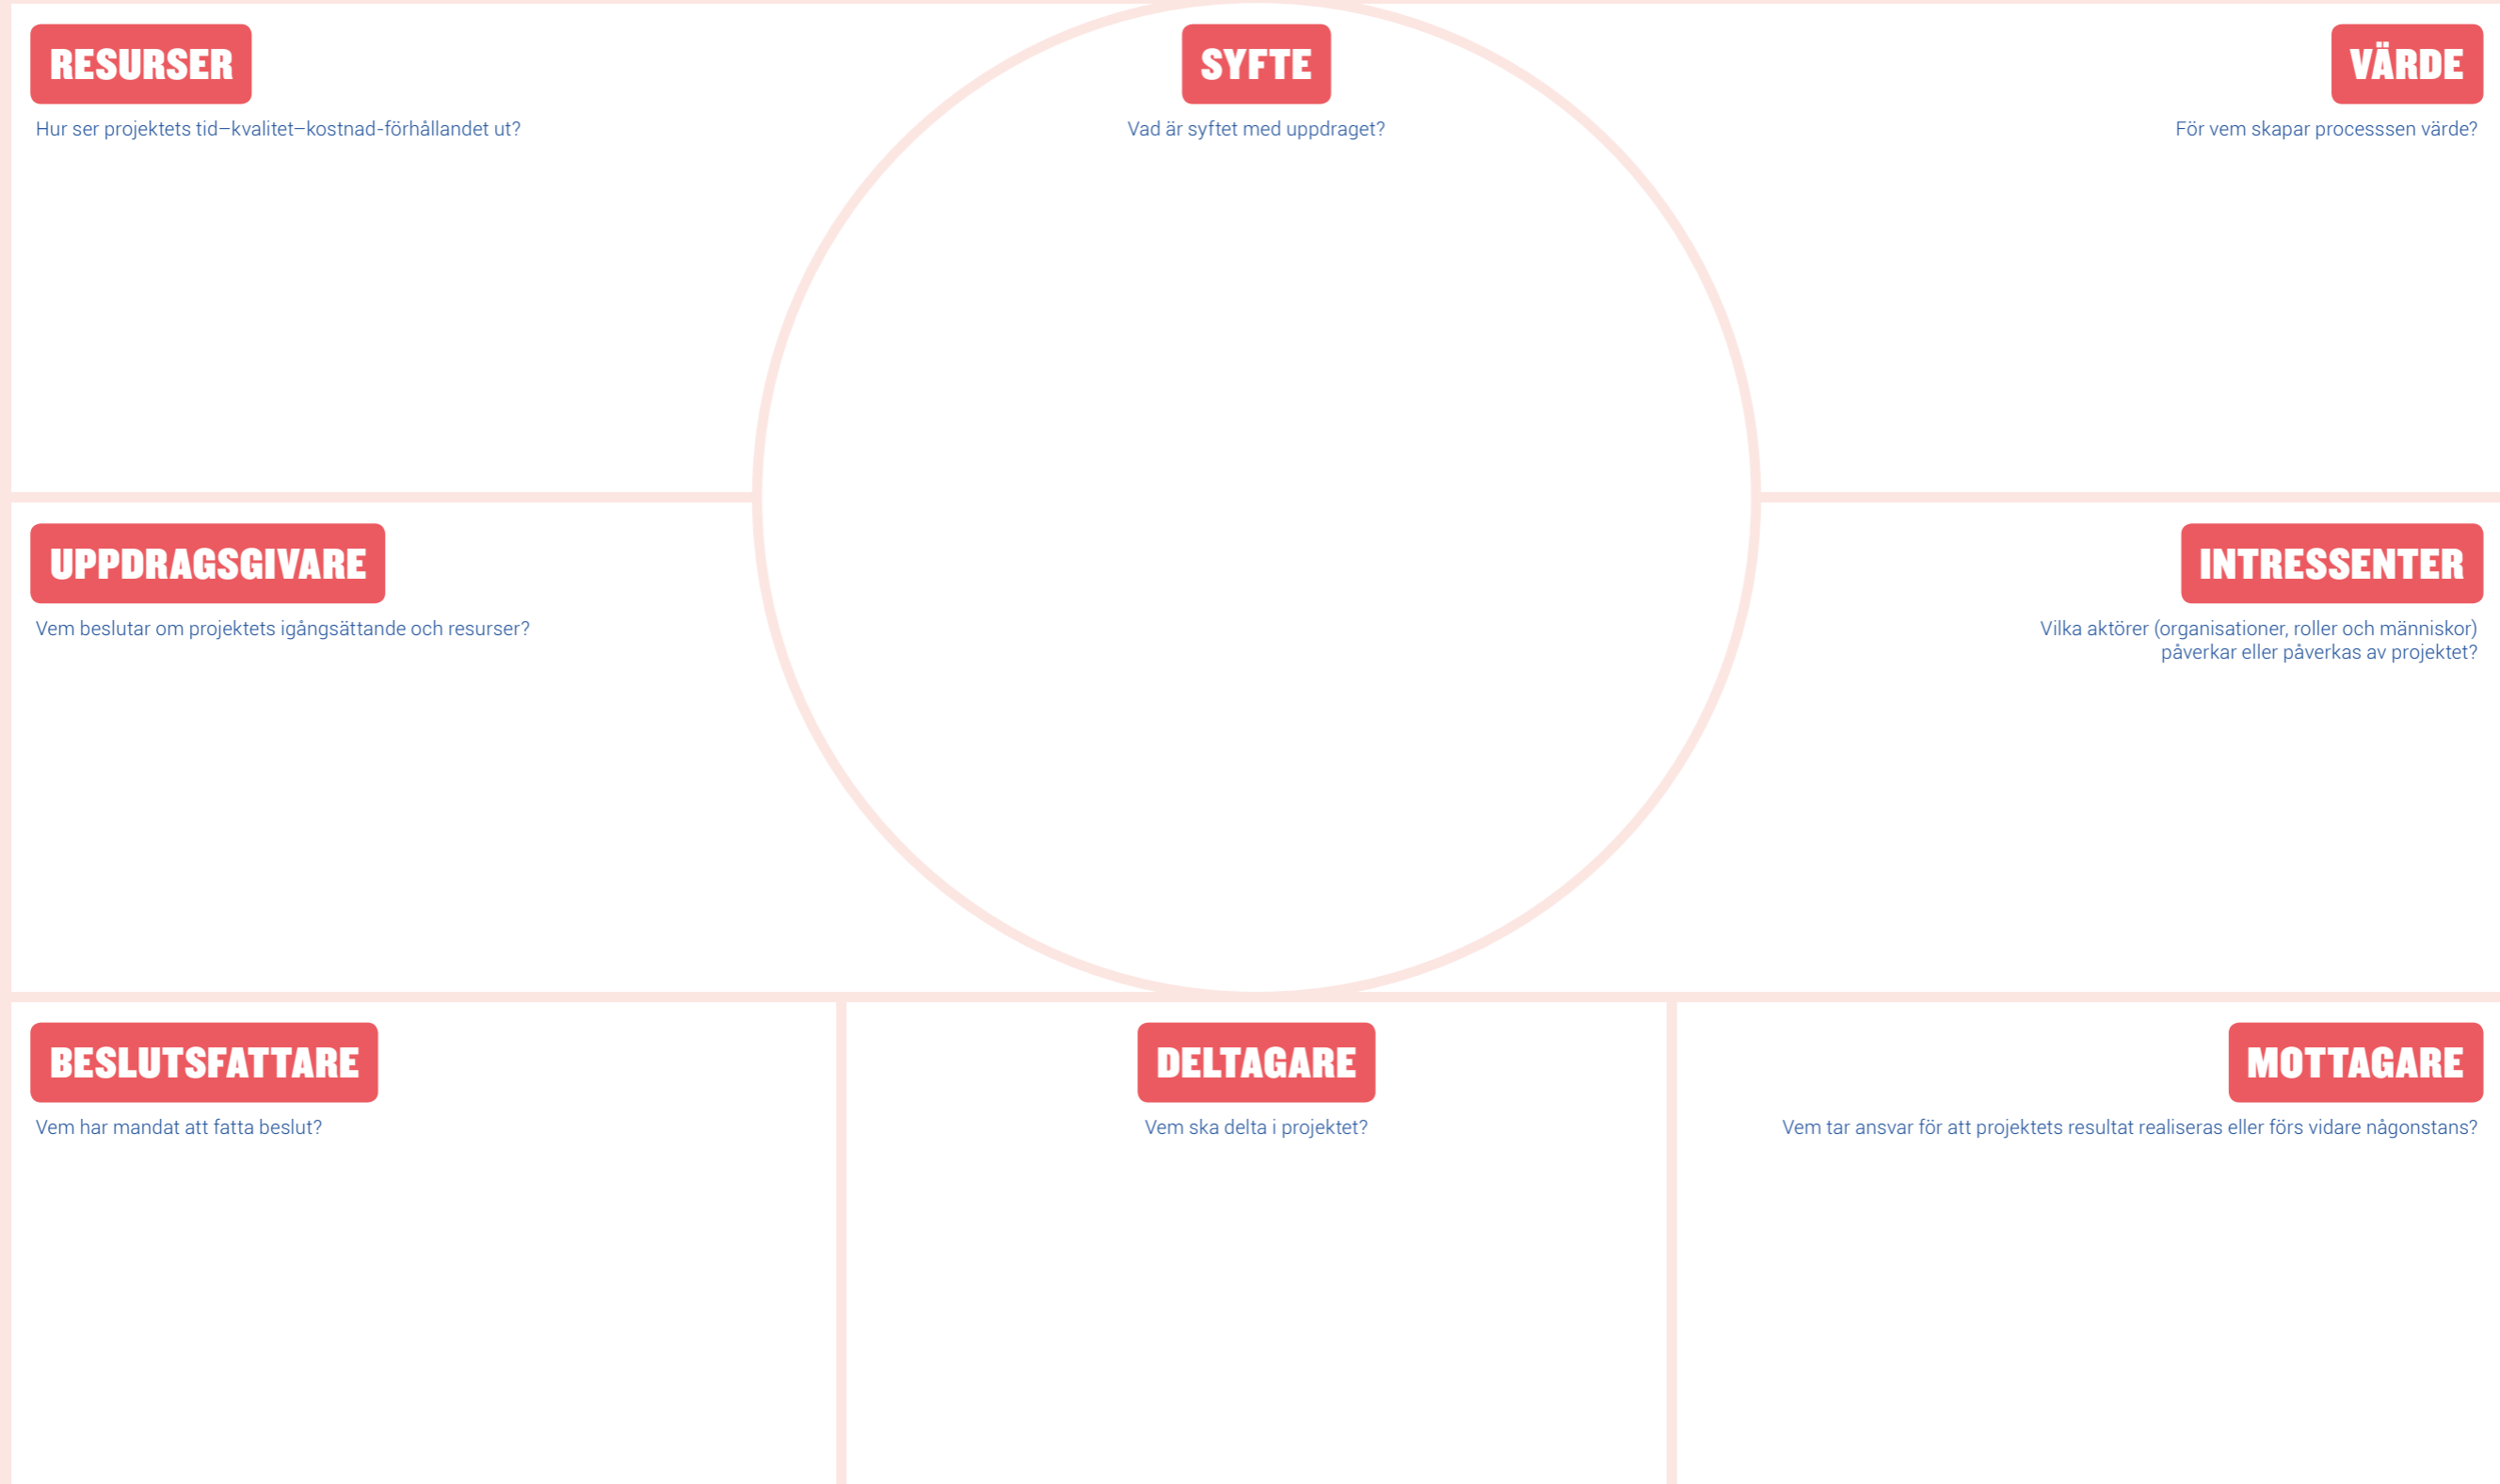 RESURSER
Hur ser projektets tid–kvalitet–kostnad-förhållandet ut?
SYFTE
Vad är syftet med uppdraget?
VÄRDE
För vem skapar processsen värde?
UPPDRAGSGIVARE
Vem beslutar om projektets igångsättande och resurser?
INTRESSENTER
Vilka aktörer (organisationer, roller och människor)
påverkar eller påverkas av projektet?
BESLUTSFATTARE
Vem har mandat att fatta beslut?
DELTAGARE
Vem ska delta i projektet?
MOTTAGARE
Vem tar ansvar för att projektets resultat realiseras eller förs vidare någonstans?